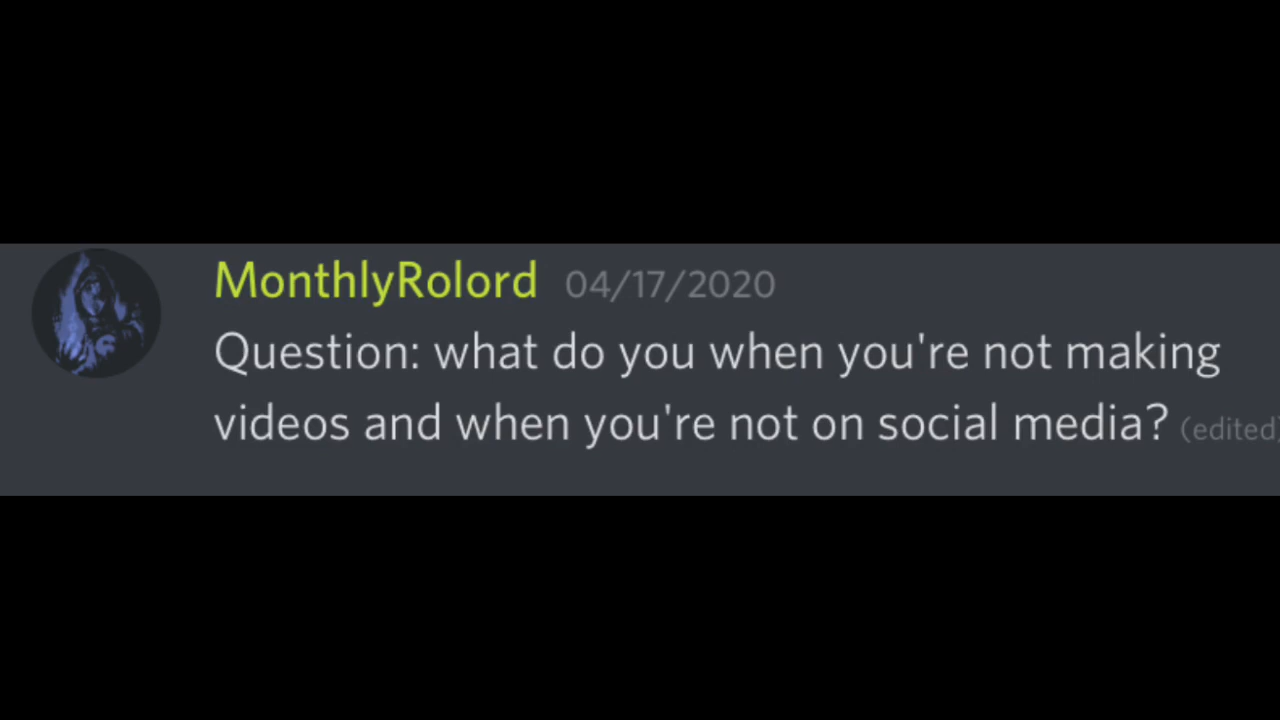 MonthlyRolord 04/17/2020
Question: what do you when you're not making
videos and when you're not on social media? (edited)